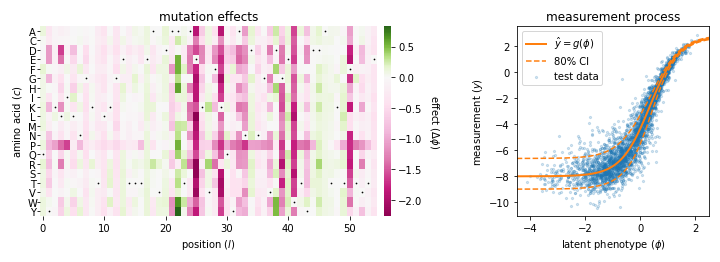 mutation effects
amino acid (c)
A
C
D
E
F
G
H
I
K
L
M
N
P
Q
R
S
T
V
W
Y
0 10 20 30 40 50
position (l)
0.5
0.0
−0.5
−1.0
−1.5
−2.0
effect (Δϕ)
measurement process
measurement (y)
2
0
−2
−4
−6
−8
−10
ŷ = g(ϕ)
80% CI
test data
−4 −2 0 2
latent phenotype (ϕ)